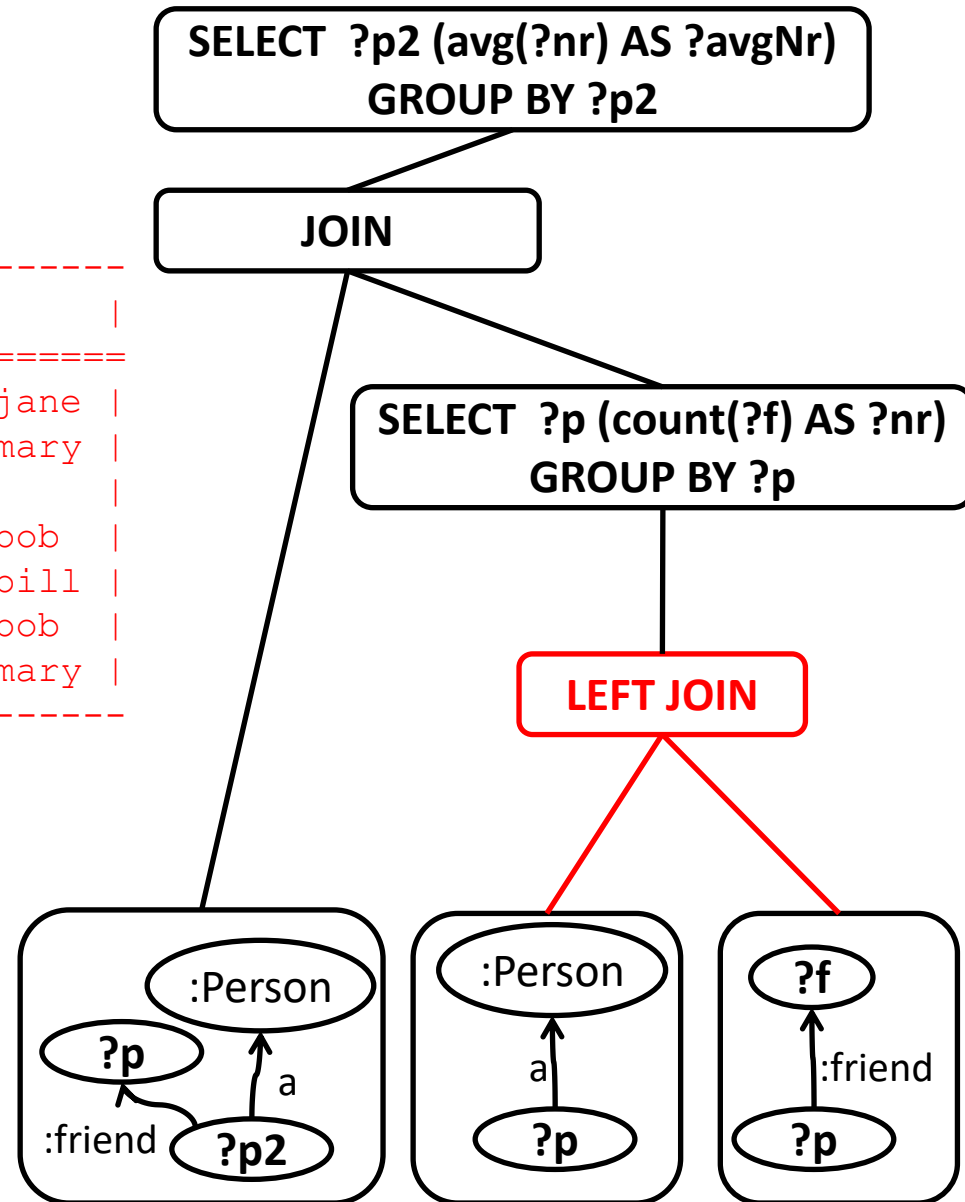 SELECT ?p2 (avg(?nr) AS ?avgNr)
GROUP BY ?p2
JOIN
------
|
======
jane |
mary |
|
bob |
bill |
bob |
mary |
------
SELECT ?p (count(?f) AS ?nr)
GROUP BY ?p
LEFT JOIN
:Person
?p
a
:friend
?p2
:Person
a
?p
?f
:friend
?p